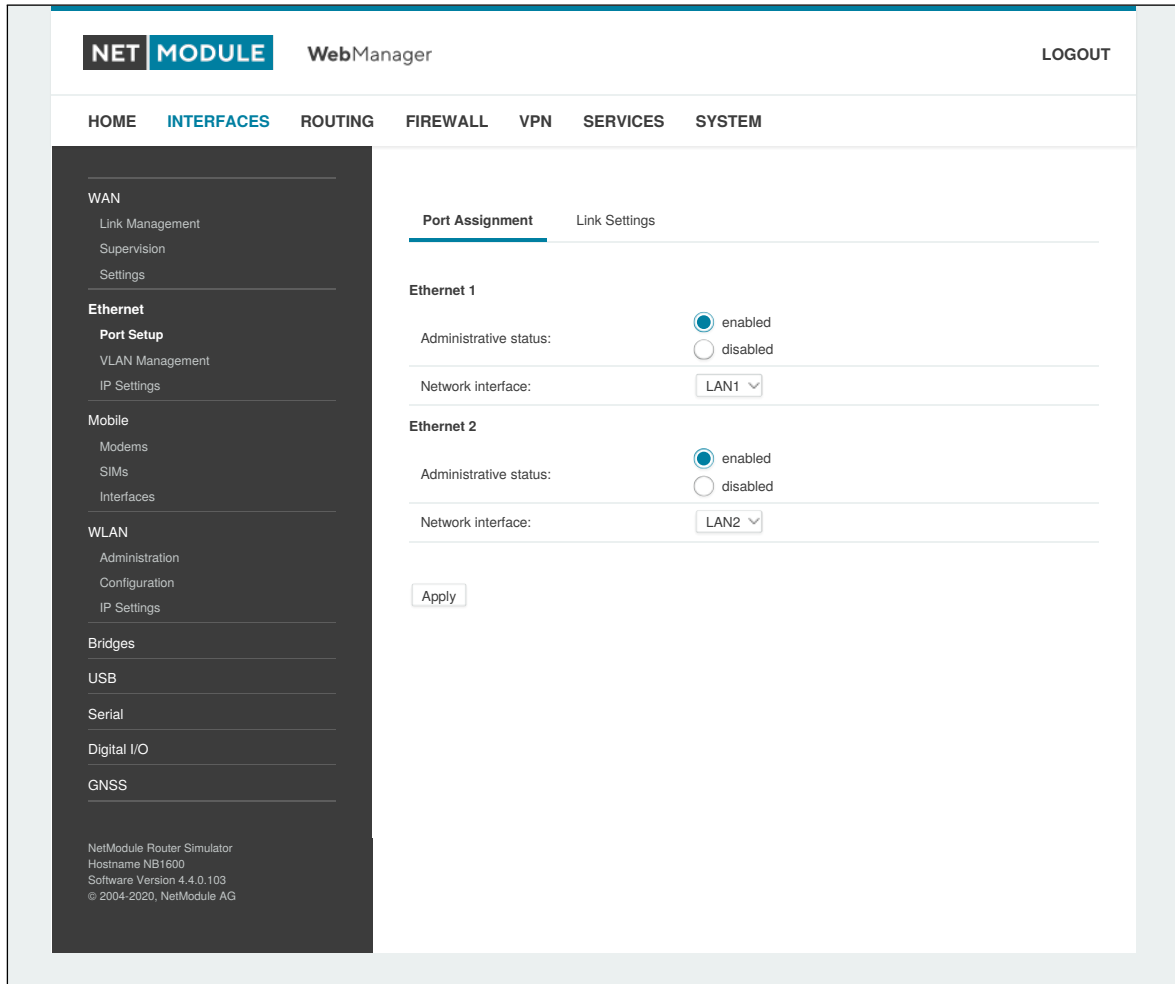 NET MODULE WebManager LOGOUT
HOME INTERFACES ROUTING FIREWALL VPN SERVICES SYSTEM
WAN
Link Management
Supervision
Settings
Ethernet
Port Setup
VLAN Management
IP Settings
Mobile
Modems
SIMs
Interfaces
WLAN
Administration
Configuration
IP Settings
Bridges
USB
Serial
Digital I/O
GNSS
NetModule Router Simulator
Hostname NB1600
Software Version 4.4.0.103
© 2004-2020, NetModule AG
Port Assignment Link Settings
Ethernet 1
Administrative status:
enabled
disabled
Network interface: LAN1
Ethernet 2
Administrative status:
enabled
disabled
Network interface: LAN2
Apply